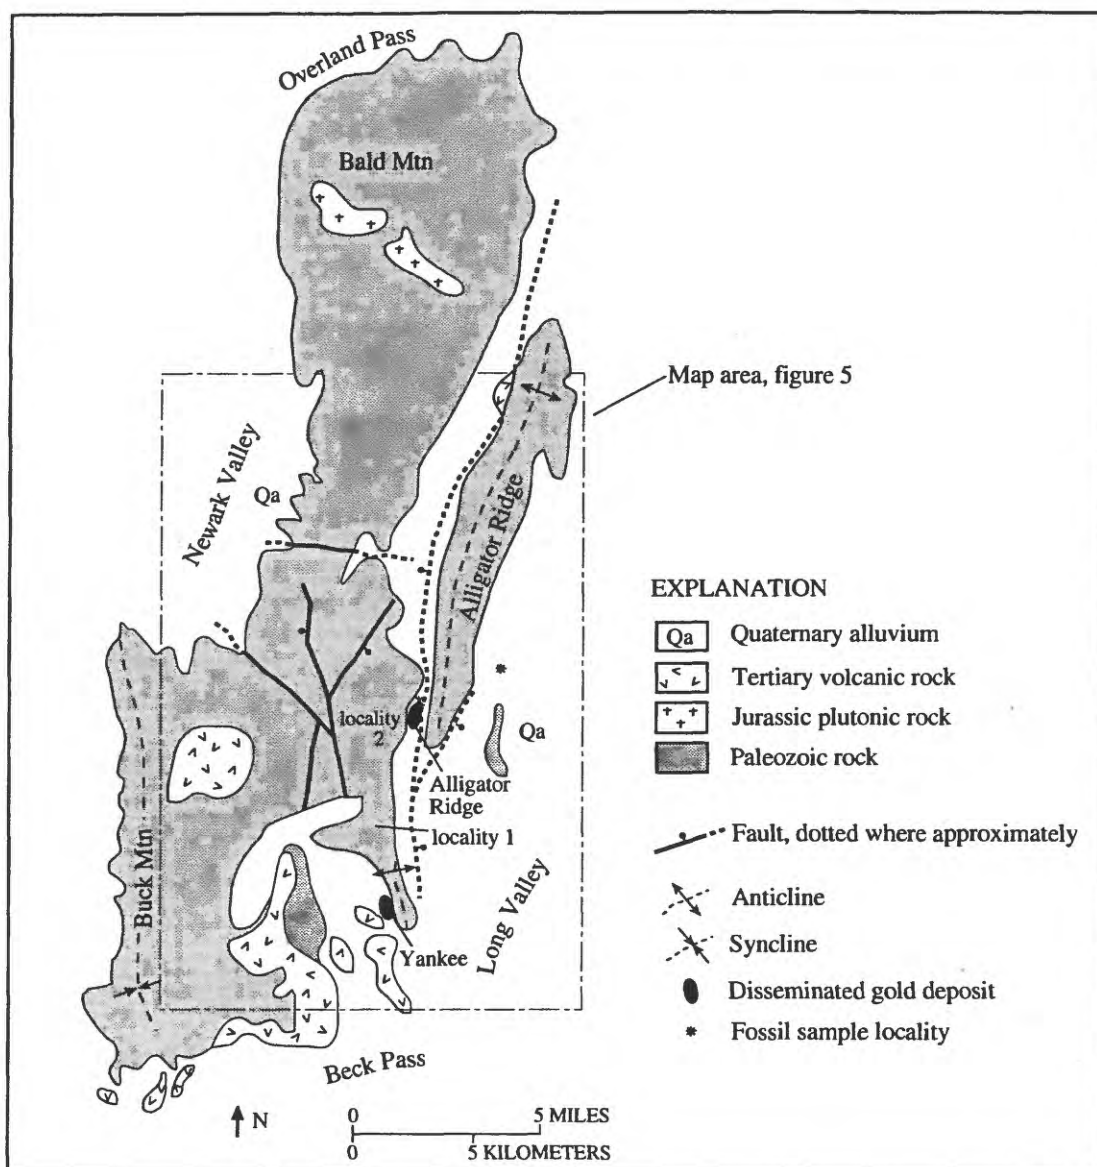 Overland Pass
Bald Mtn
Map area, figure 5
Newark Valley
Qa
Alligator Ridge
locality
2
Qa
Alligator
Ridge
locality 1
Buck Mtn
Yankee
Long Valley
Beck Pass
N
0 5 MILES
0 5 KILOMETERS
EXPLANATION
Qa Quaternary alluvium
Tertiary volcanic rock
Jurassic plutonic rock
Paleozoic rock
Fault, dotted where approximately
Anticline
Syncline
Disseminated gold deposit
Fossil sample locality